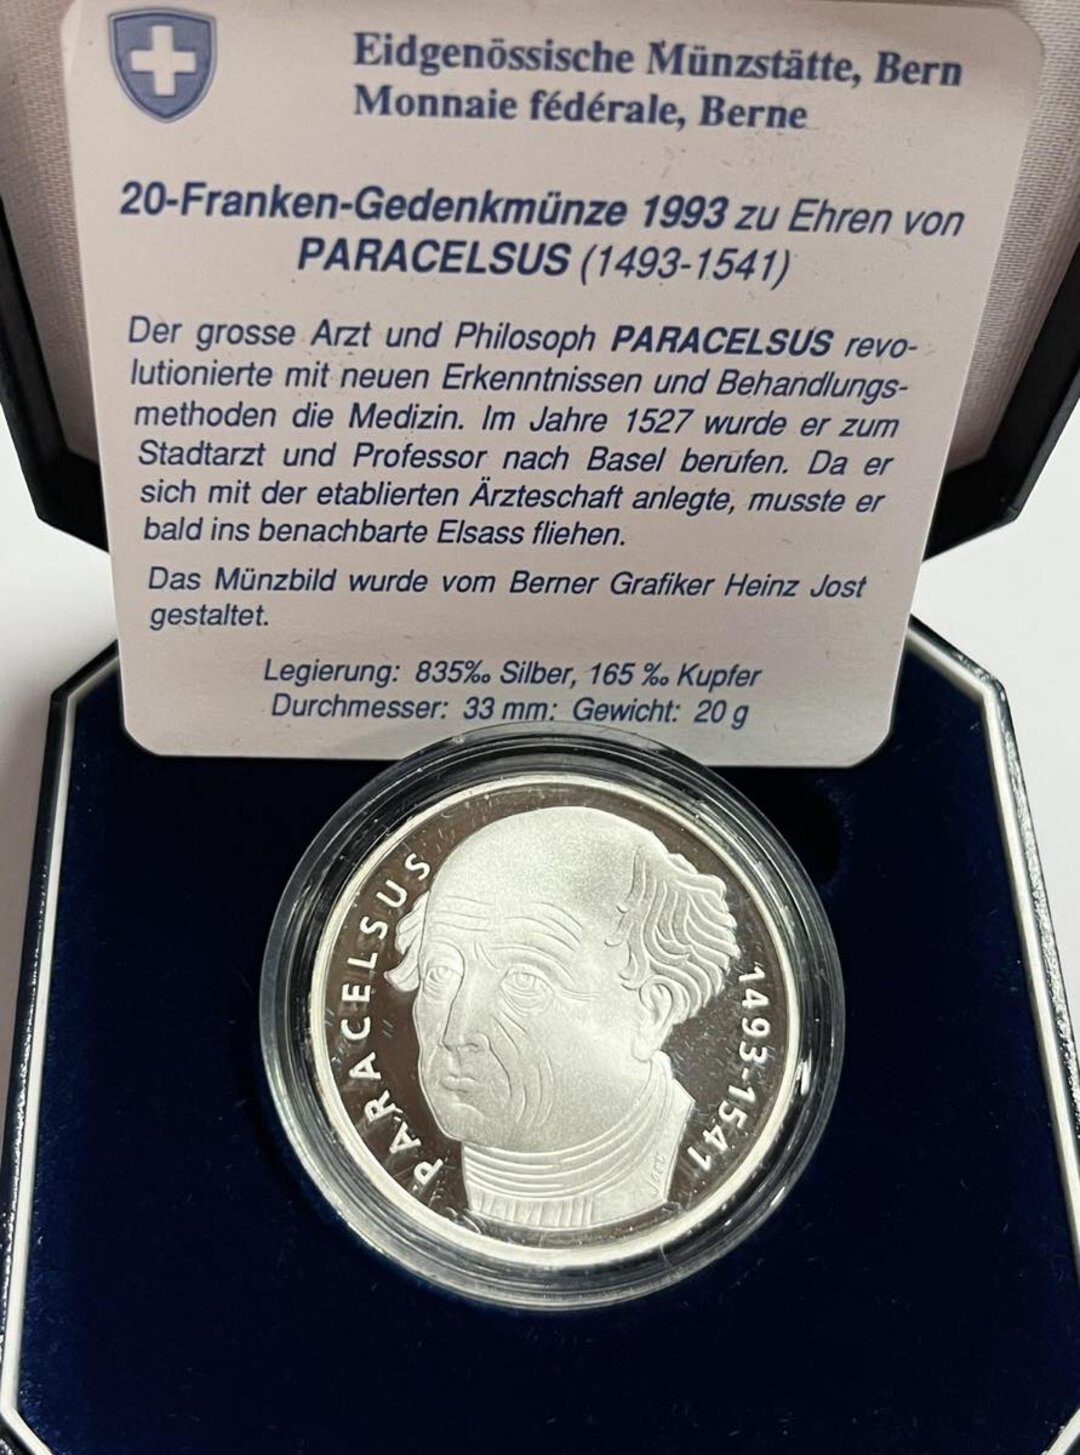 Eidgenössische Münzstätte, Bern
Monnaie fédérale, Berne
20-Franken-Gedenkmünze 1993 zu Ehren von
PARACELSUS (1493-1541)
Der grosse Arzt und Philosoph PARACELSUS revo-
lutionierte mit neuen Erkenntnissen und Behandlungs-
methoden die Medizin. Im Jahre 1527 wurde er zum
Stadtarzt und Professor nach Basel berufen. Da er
sich mit der etablierten Ärzteschaft anlegte, musste er
bald ins benachbarte Elsass fliehen.
Das Münzbild wurde vom Berner Grafiker Heinz Jost
gestaltet.
Legierung: 835‰ Silber, 165 ‰ Kupfer
Durchmesser: 33 mm; Gewicht: 20 g
PARACELSUS
1493-1541